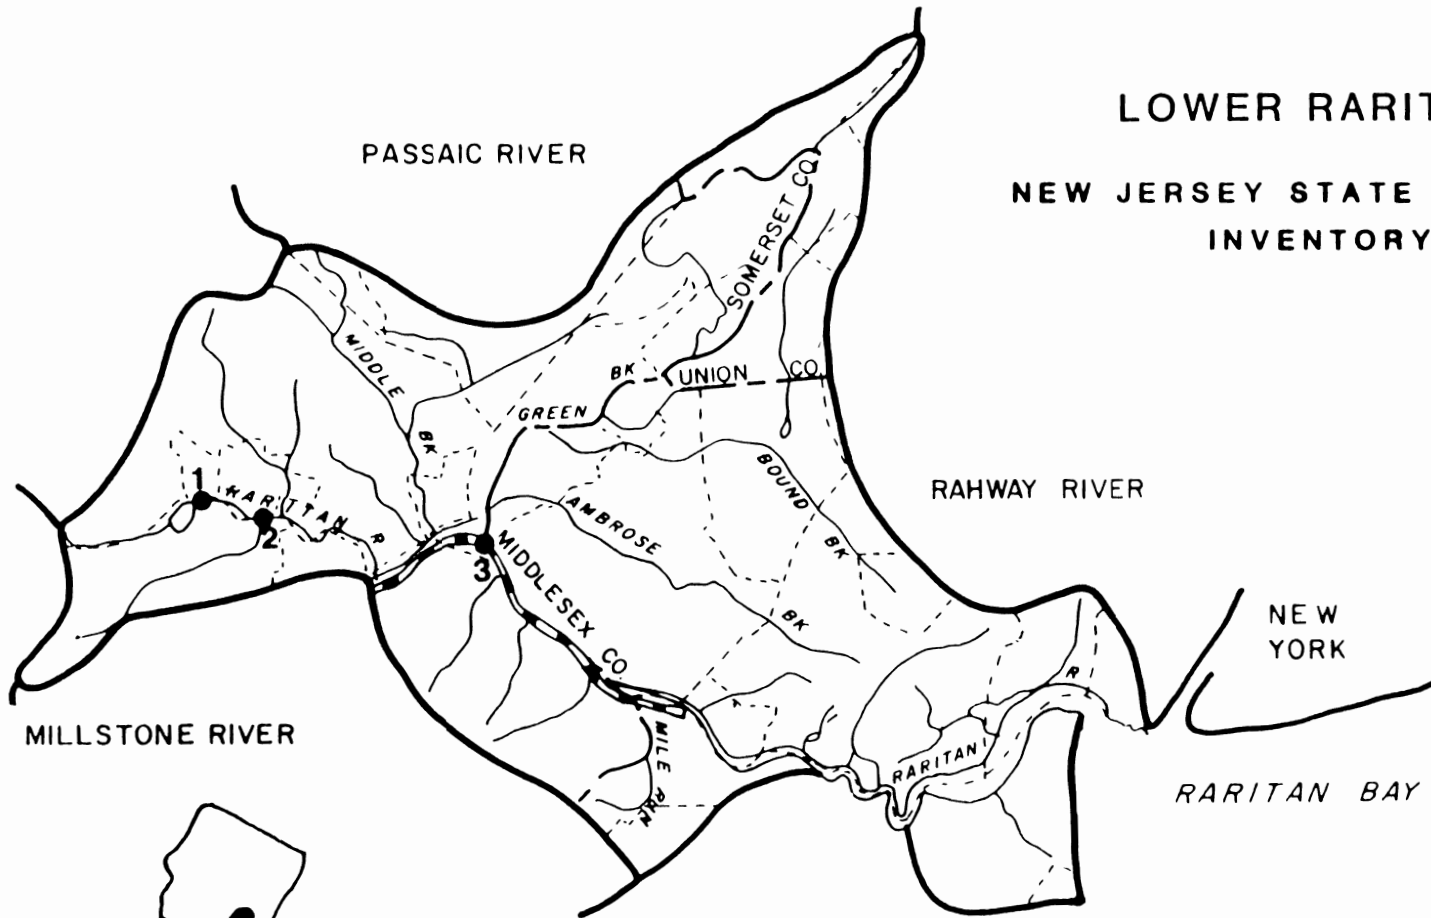 LOWER RARIT
PASSAIC RIVER
NEW JERSEY STATE
INVENTORY
SOMERSET CO
MIDDLE
BK
GREEN
BK
UNION CO
BOUND
BK
RAHWAY RIVER
1
RARITAN R
2
3
AMBROSE
BK
MIDDLESEX
CO
NEW
YORK
MILLSTONE RIVER
MILE RUN
RARITAN
R
RARITAN BAY